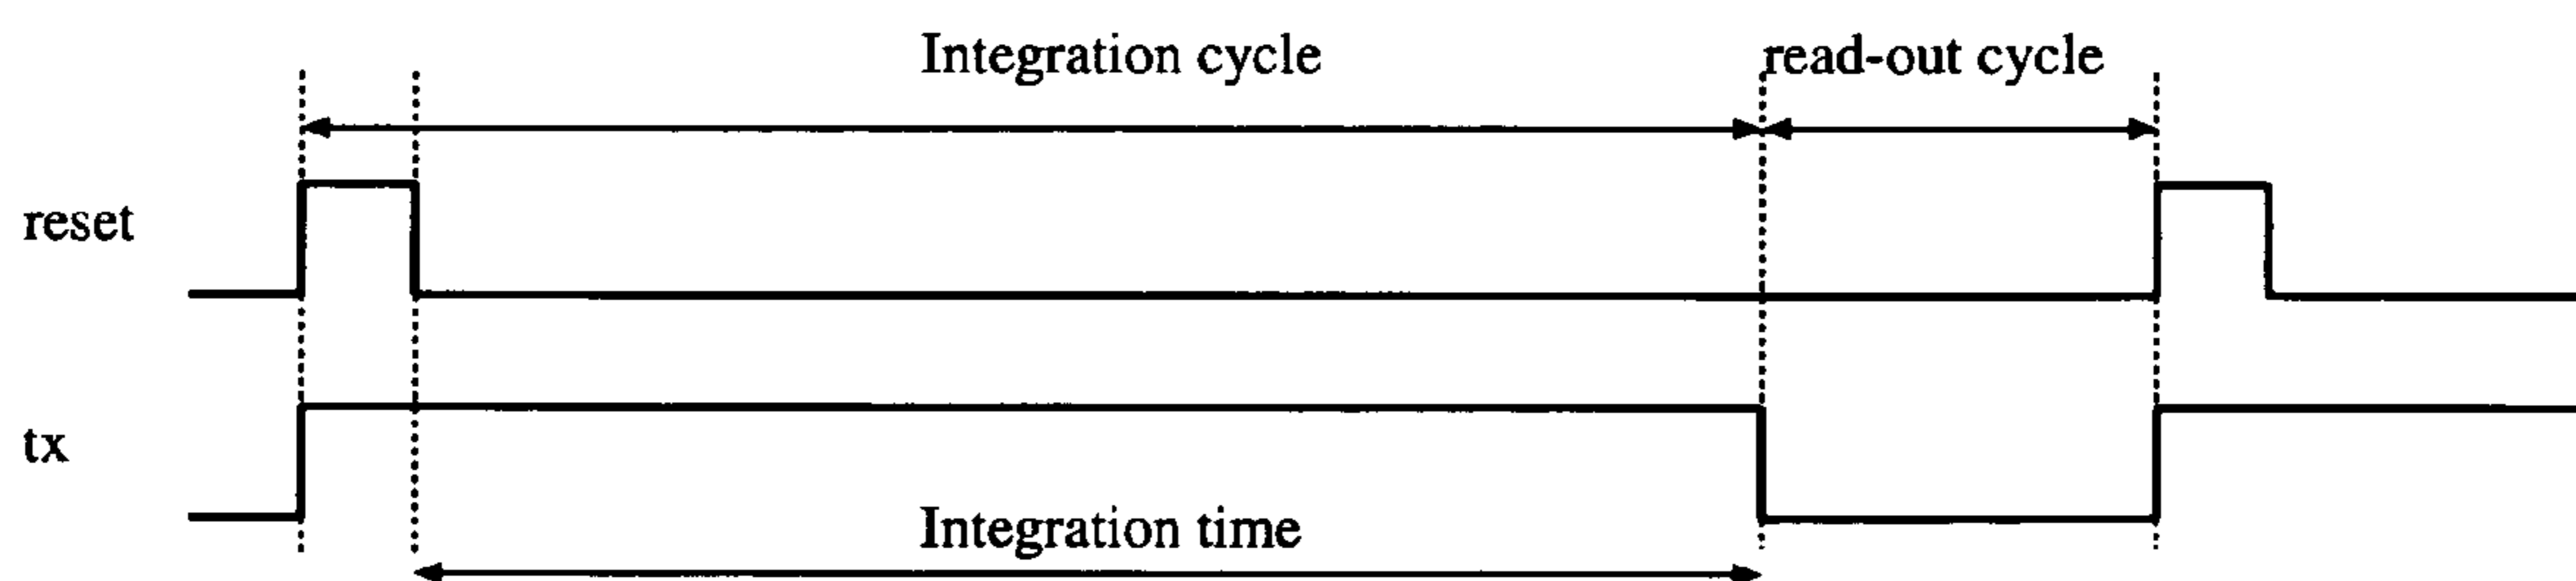 Integration cycle
read-out cycle
reset
tx
Integration time